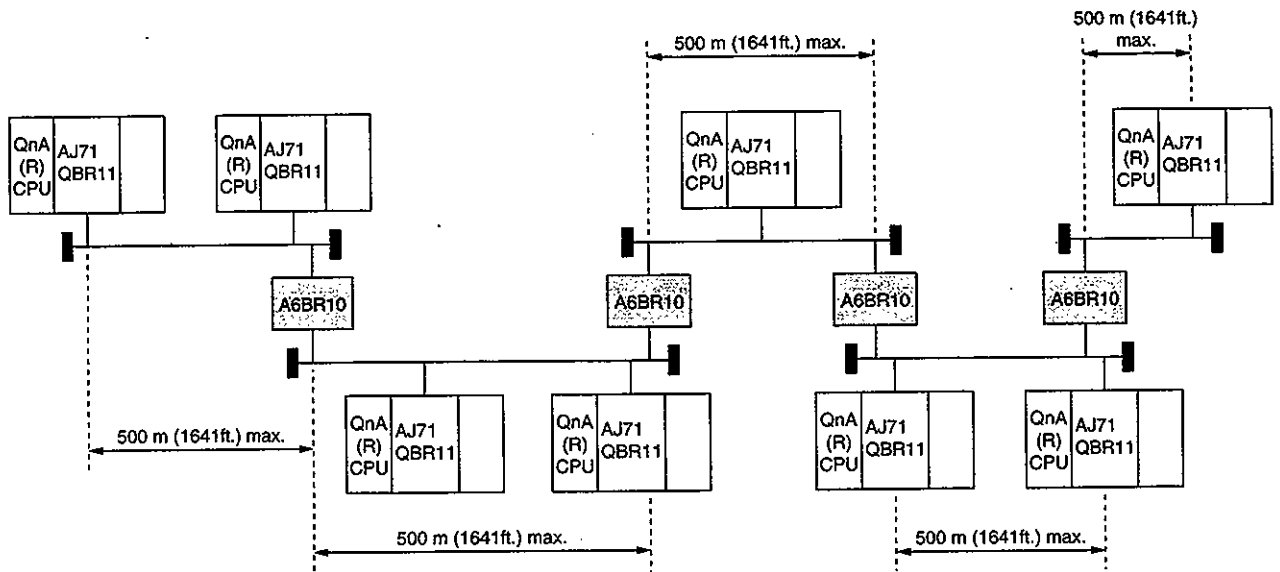 500 m (1641ft.)
max.
500 m (1641ft.) max.
QnA
(R)
CPU
AJ71
QBR11
QnA
(R)
CPU
AJ71
QBR11
QnA
(R)
CPU
AJ71
QBR11
QnA
(R)
CPU
AJ71
QBR11
A6BR10
A6BR10
A6BR10
A6BR10
QnA
(R)
CPU
AJ71
QBR11
QnA
(R)
CPU
AJ71
QBR11
QnA
(R)
CPU
AJ71
QBR11
QnA
(R)
CPU
AJ71
QBR11
500 m (1641ft.) max.
500 m (1641ft.) max.
500 m (1641ft.) max.